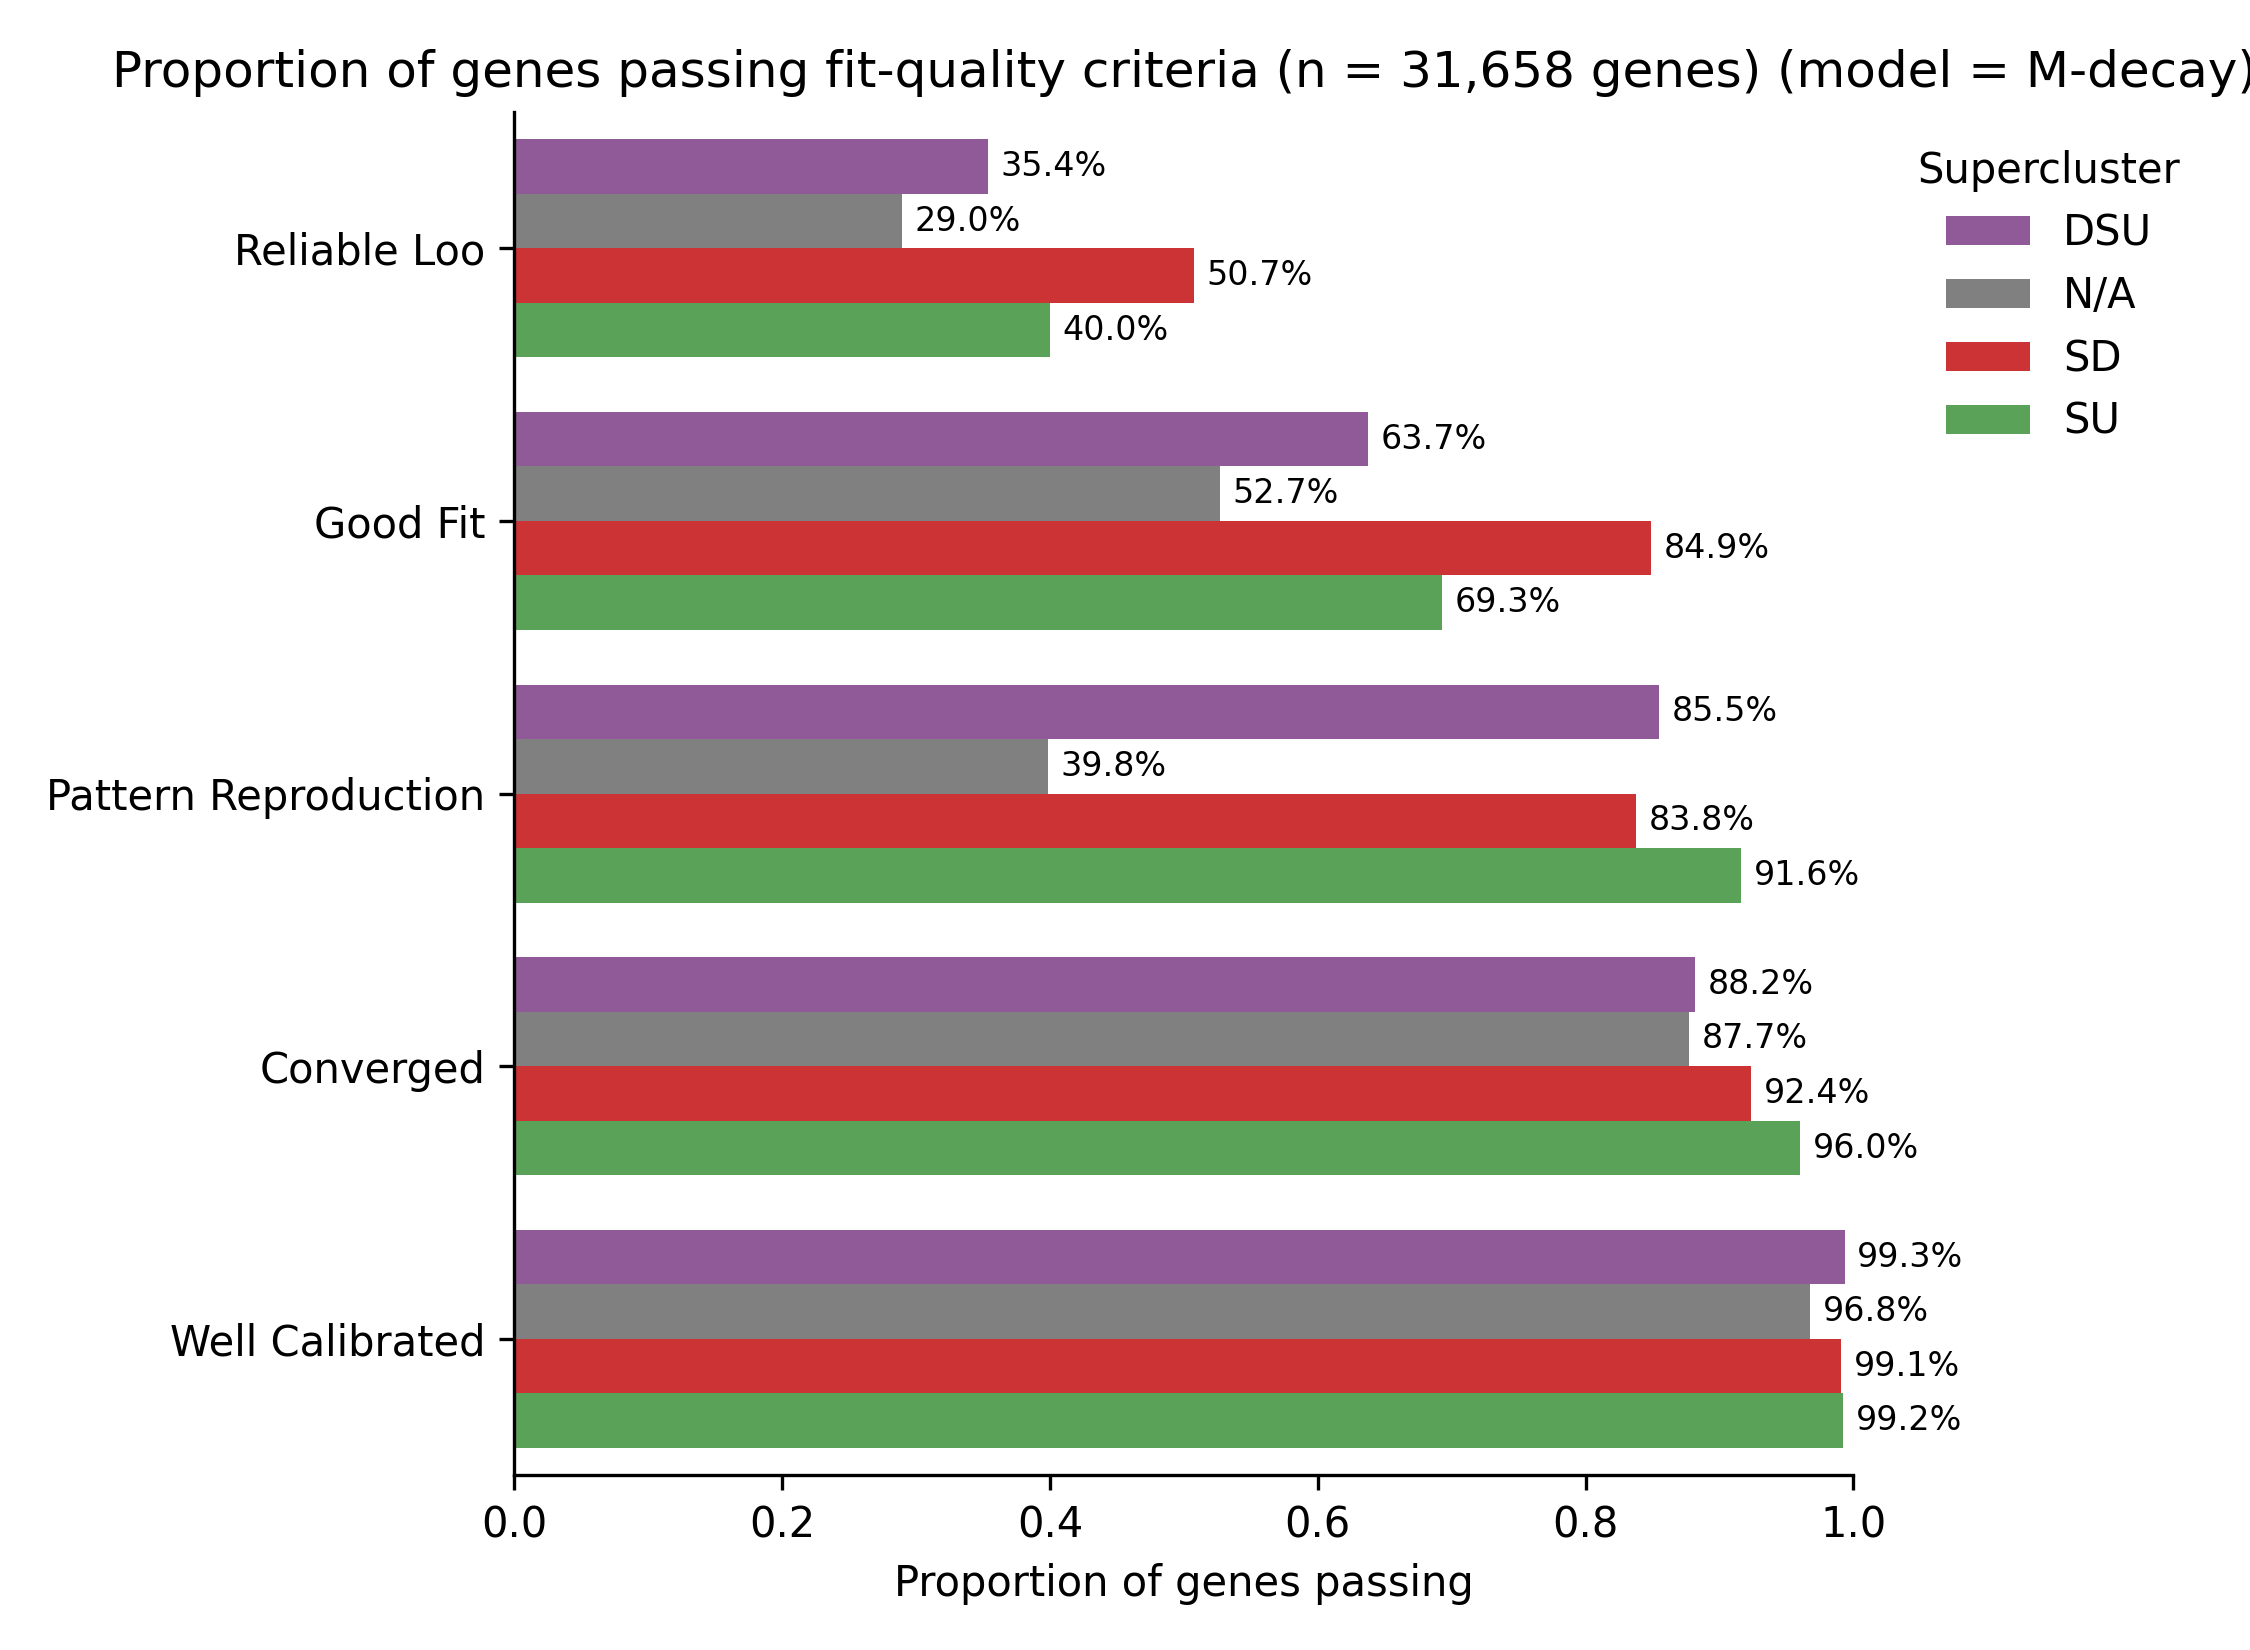 Proportion of genes passing fit-quality criteria (n = 31,658 genes) (model = M-decay)
Supercluster
DSU
N/A
SD
SU
Reliable Loo
35.4%
29.0%
50.7%
40.0%
Good Fit
63.7%
52.7%
84.9%
69.3%
Pattern Reproduction
85.5%
39.8%
83.8%
91.6%
Converged
88.2%
87.7%
92.4%
96.0%
Well Calibrated
99.3%
96.8%
99.1%
99.2%
0.0 0.2 0.4 0.6 0.8 1.0
Proportion of genes passing